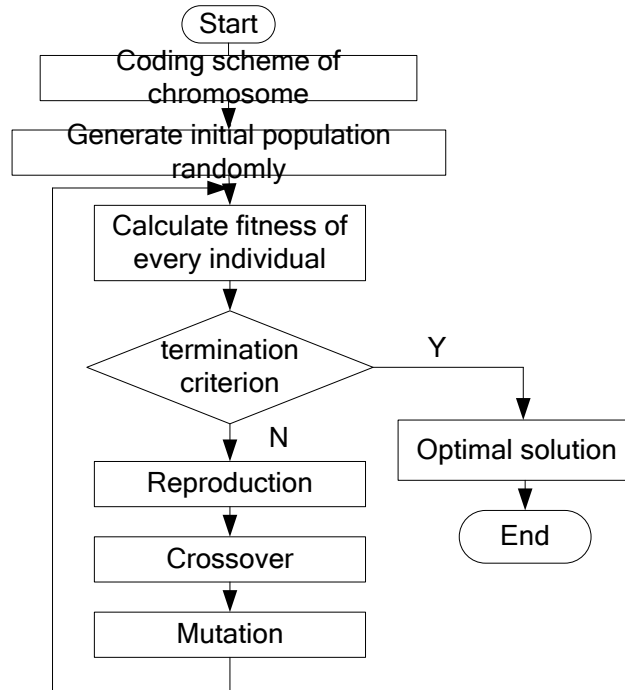 Start
Coding scheme of
chromosome
Generate initial population
randomly
Calculate fitness of
every individual
termination
criterion
Y
N
Optimal solution
Reproduction
End
Crossover
Mutation